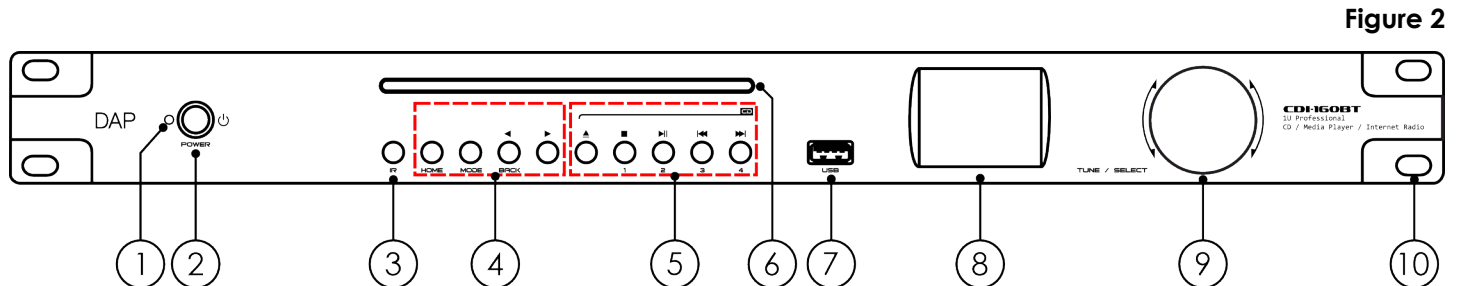 Figure 2
DAP
POWER
IR
HOME
MODE
BACK
CD
1
2
3
4
USB
TUNE / SELECT
CDI-160BT
1U Professional
CD / Media Player / Internet Radio
1
2
3
4
5
6
7
8
9
10